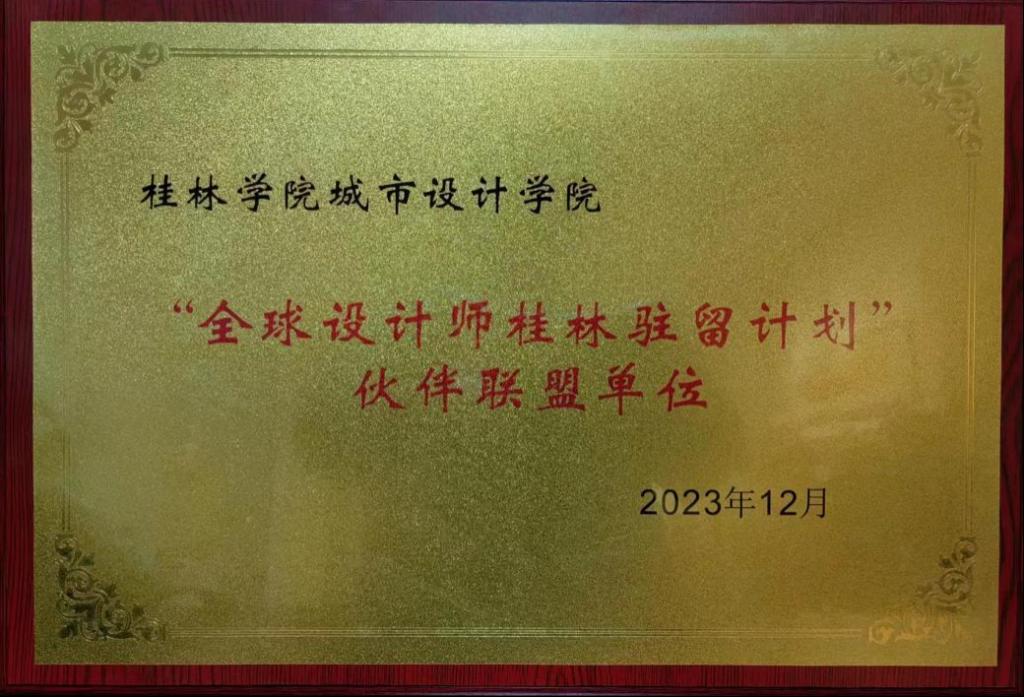 桂林学院城市设计学院
“全球设计师桂林驻留计划”
伙伴联盟单位
2023年12月